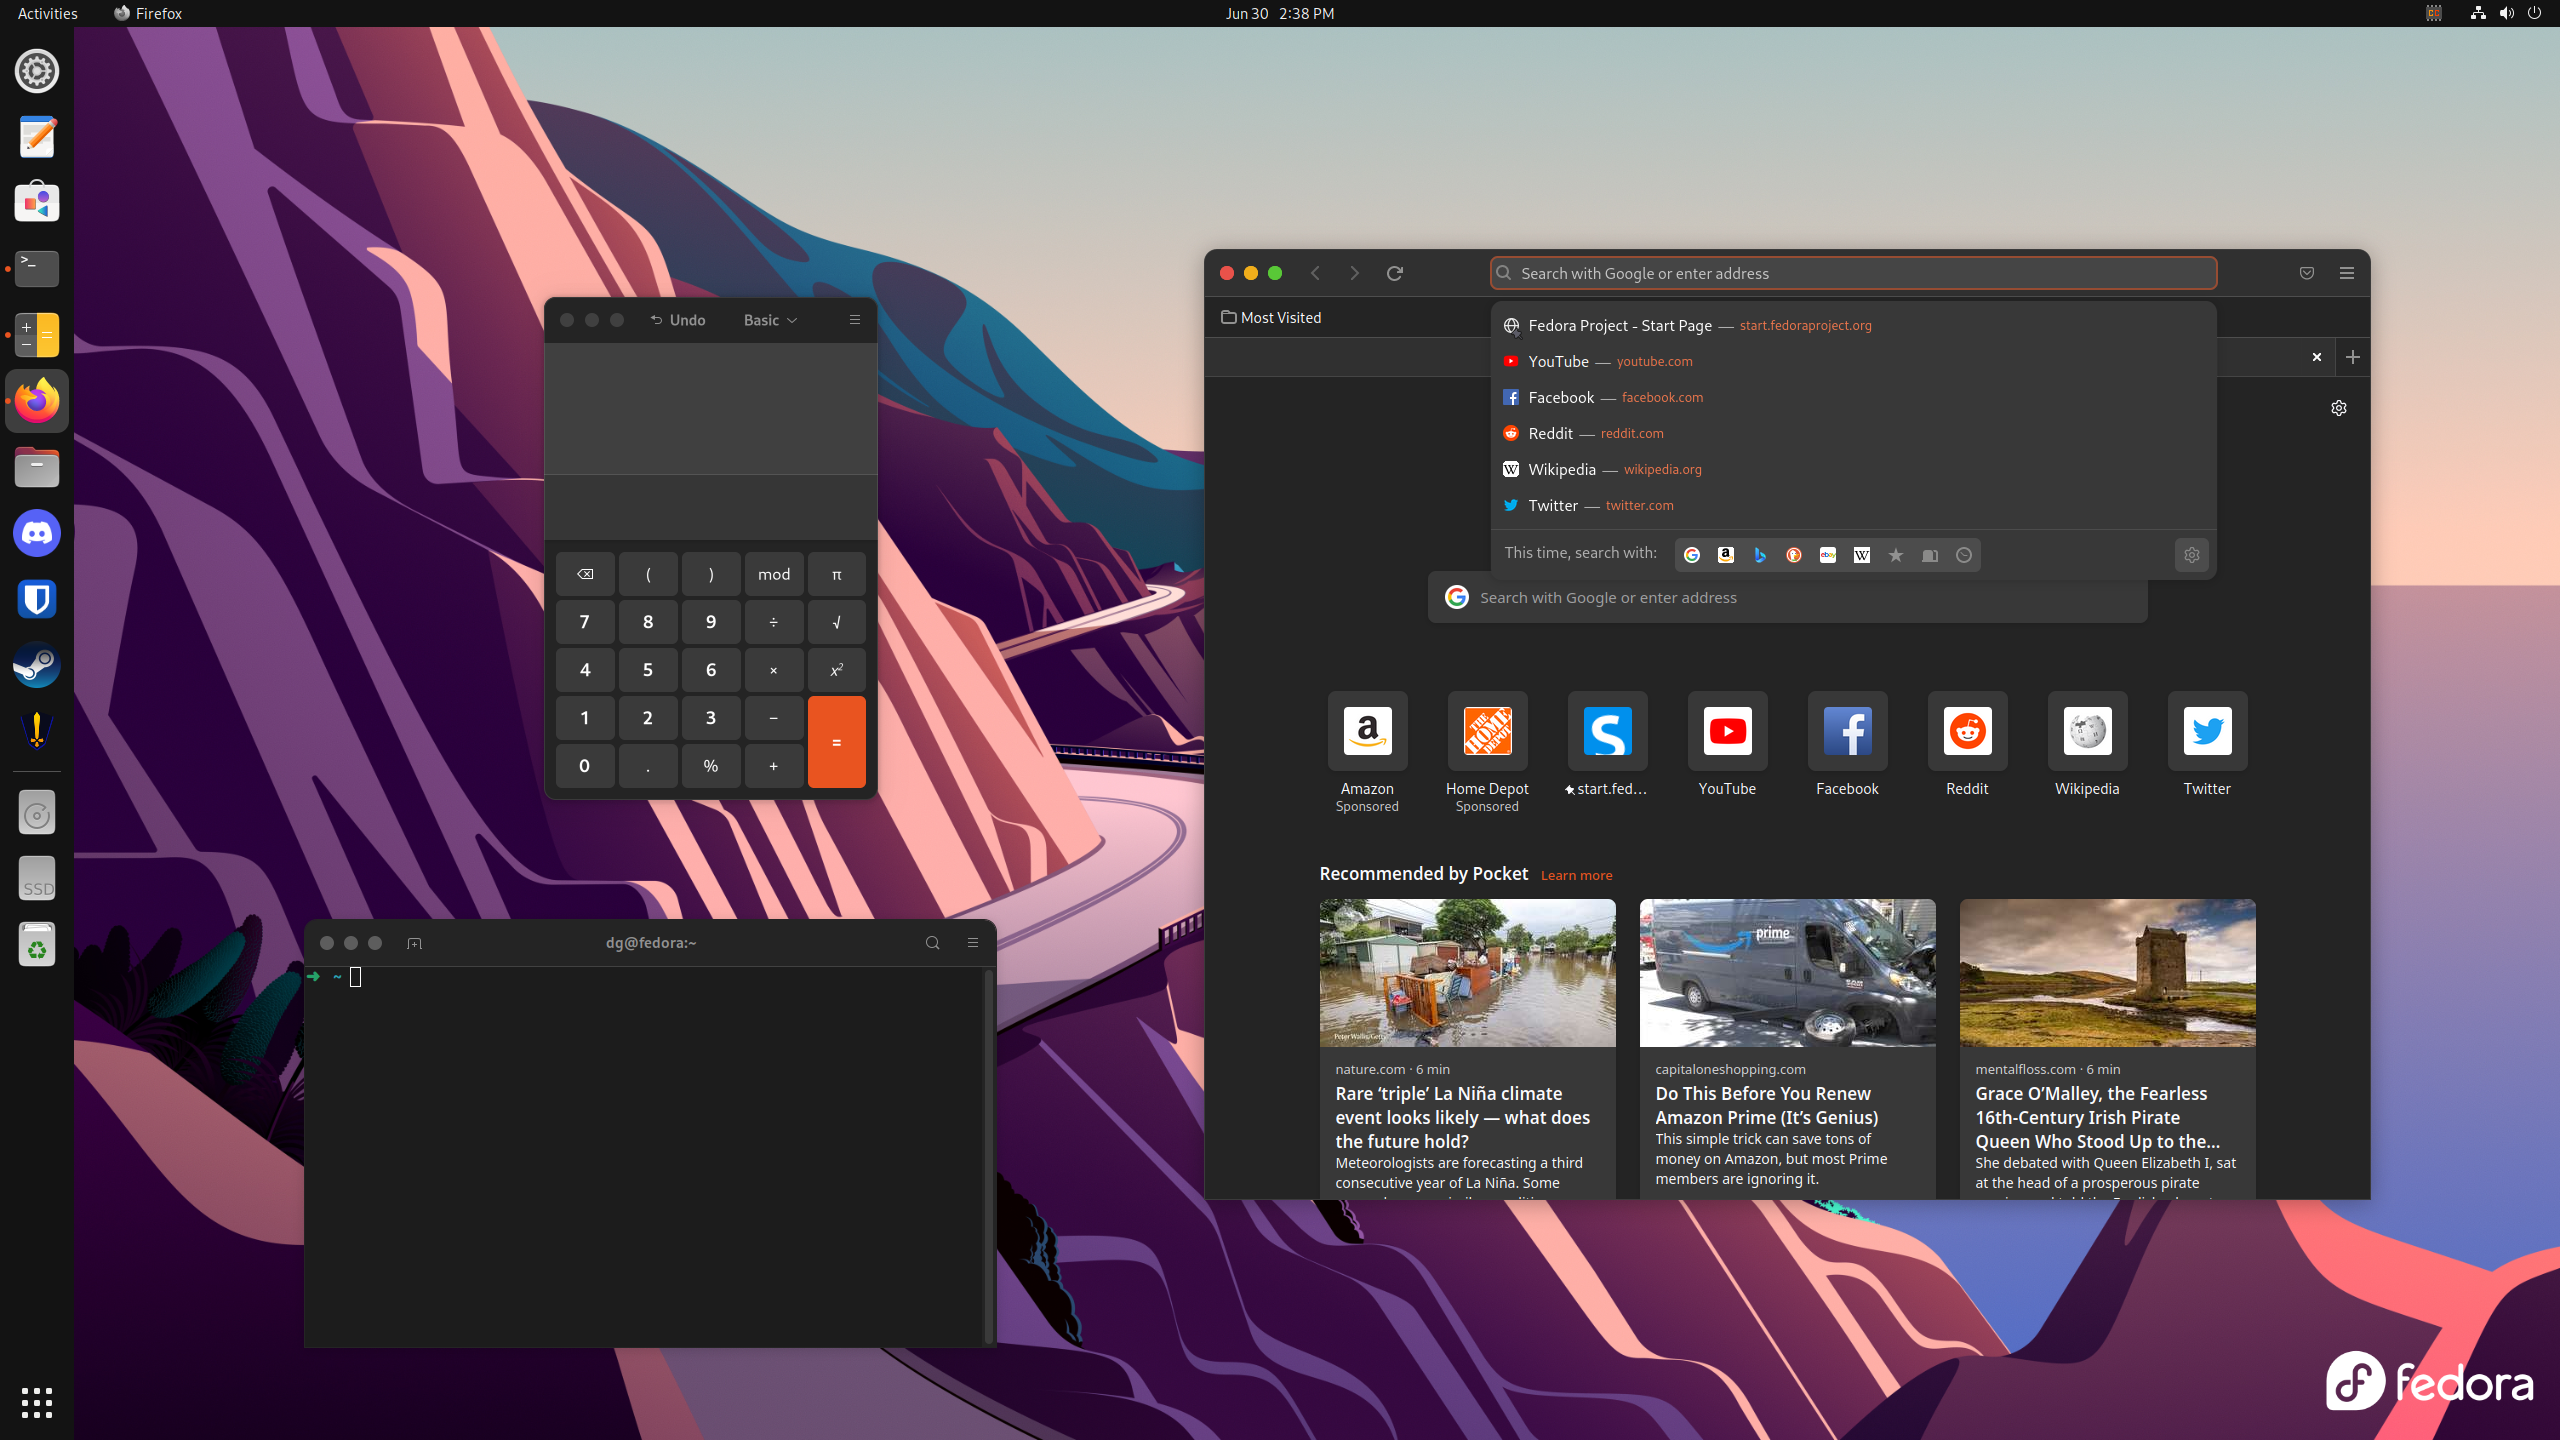 Activities
Firefox
Jun 30 2:38 PM
SSD
Undo
Basic
( ) mod π
7 8 9 ÷ √
4 5 6 × x²
1 2 3 −
=
0 . % +
dg@fedora:~
~
Search with Google or enter address
Most Visited
Fedora Project - Start Page — start.fedoraproject.org
YouTube — youtube.com
Facebook — facebook.com
Reddit — reddit.com
Wikipedia — wikipedia.org
Twitter — twitter.com
This time, search with:
Search with Google or enter address
THE HOME DEPOT
Amazon
Sponsored
Home Depot
Sponsored
start.fed...
YouTube
Facebook
Reddit
Wikipedia
Twitter
Recommended by Pocket Learn more
Peter Wallis/Getty
prime
nature.com · 6 min
Rare ‘triple’ La Niña climate
event looks likely — what does
the future hold?
Meteorologists are forecasting a third
consecutive year of La Niña. Some
capitaloneshopping.com
Do This Before You Renew
Amazon Prime (It’s Genius)
This simple trick can save tons of
money on Amazon, but most Prime
members are ignoring it.
mentalfloss.com · 6 min
Grace O’Malley, the Fearless
16th-Century Irish Pirate
Queen Who Stood Up to the...
She debated with Queen Elizabeth I, sat
at the head of a prosperous pirate
fedora